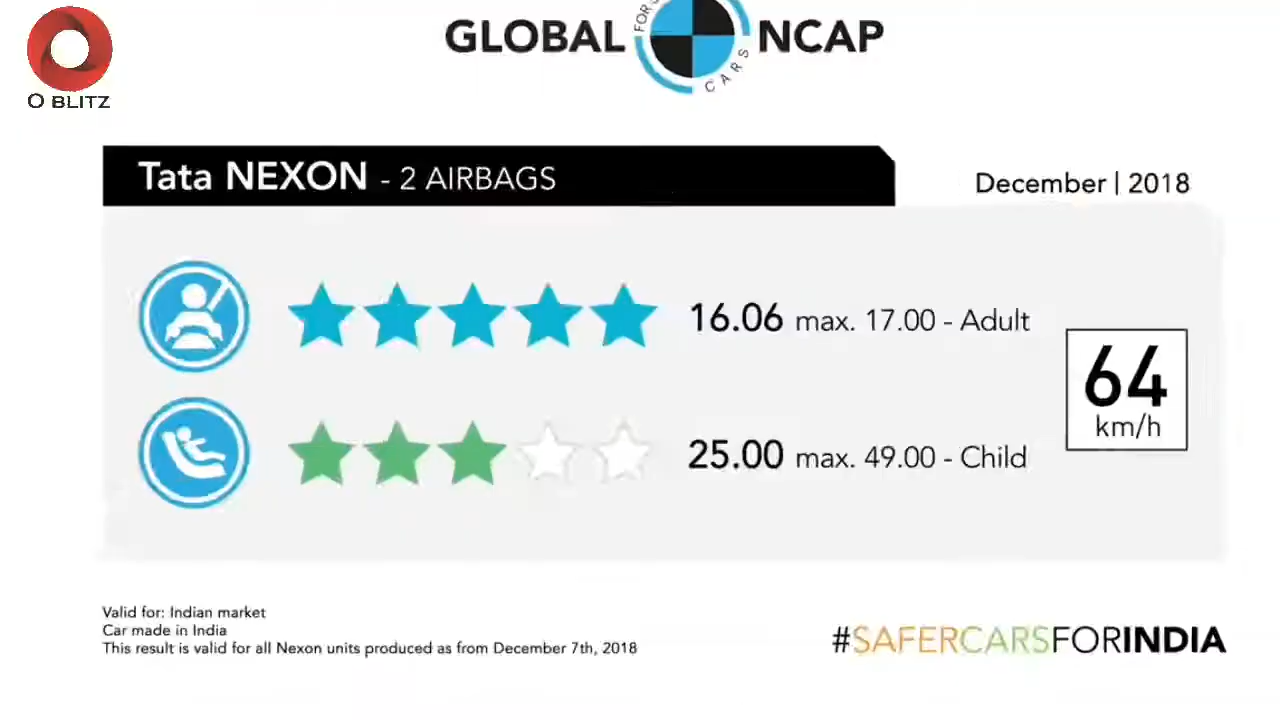 GLOBAL NCAP
FOR
CARS
O BLITZ
Tata NEXON - 2 AIRBAGS
December | 2018
16.06 max. 17.00 - Adult
64
km/h
25.00 max. 49.00 - Child
Valid for: Indian market
Car made in India
This result is valid for all Nexon units produced as from December 7th, 2018
#SAFERCARSFORINDIA